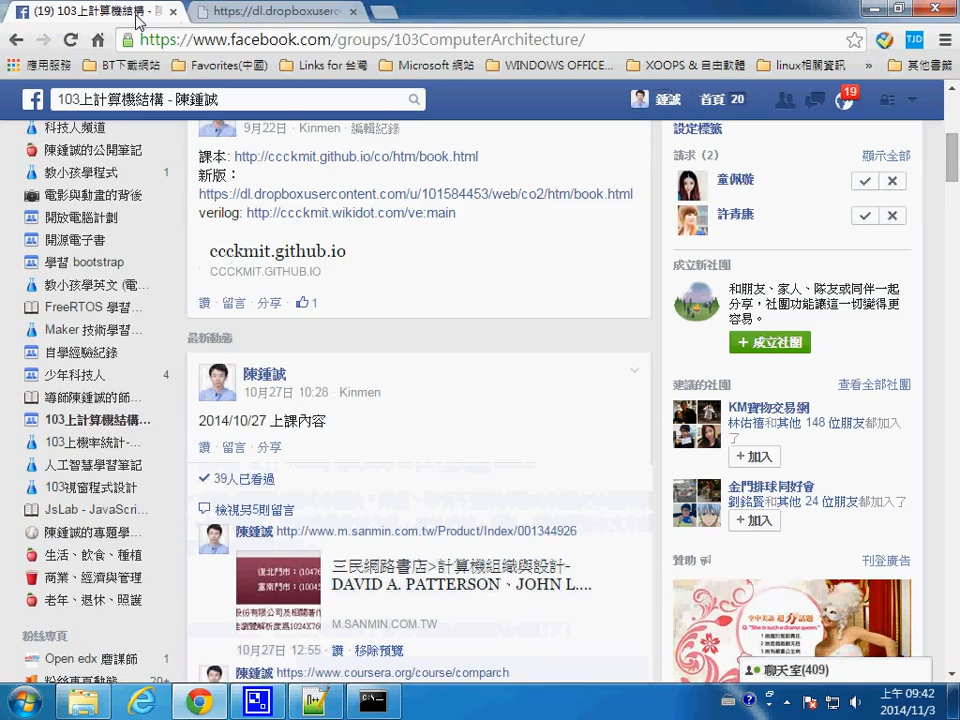 (19) 103上計算機結構 -
https://dl.dropboxuserc
https://www.facebook.com/groups/103ComputerArchitecture/
TJD
應用服務 BT下載網站 Favorites(中國) Links for 台灣 Microsoft 網站 WINDOWS OFFICE... XOOPS & 自由軟體 linux相關資訊 » 其他書籤
103上計算機結構 - 陳鍾誠
鍾誠 首頁 20 19
科技人頻道
陳鍾誠的公開筆記
教小孩學程式 1
電影與動畫的背後
開放電腦計劃
開源電子書
學習 bootstrap
教小孩學英文 (電...
FreeRTOS 學習...
Maker 技術學習...
自學經驗紀錄
少年科技人 4
導師陳鍾誠的師...
103上計算機結構...
103上機率統計-...
人工智慧學習筆記
103視窗程式設計
JsLab - JavaScri...
陳鍾誠的專題學...
生活、飲食、種植
商業、經濟與管理
老年、退休、照護
粉絲專頁
Open edx 磨課師 1
粉絲專頁動態 20+
9月22日 · Kinmen · 編輯紀錄
課本: http://ccckmit.github.io/co/htm/book.html
新版：
https://dl.dropboxusercontent.com/u/101584453/web/co2/htm/book.html
verilog: http://ccckmit.wikidot.com/ve:main
ccckmit.github.io
CCCKMIT.GITHUB.IO
讚 · 留言 · 分享 · 1
最新動態
陳鍾誠
10月27日 10:28 · Kinmen
2014/10/27 上課內容
讚 · 留言 · 分享
39人已看過
檢視另5則留言
陳鍾誠 http://www.m.sanmin.com.tw/Product/Index/001344926
三民網路書店>計算機組織與設計-
DAVID A. PATTERSON、JOHN L....
M.SANMIN.COM.TW
10月27日 12:55 · 讚 · 移除預覽
陳鍾誠 https://www.coursera.org/course/comparch
設定標籤
請求（2） 顯示全部
童佩璇
許青康
成立新社團
和朋友、家人、隊友或同伴一起
分享，社團功能讓這一切變得更
容易。
+ 成立社團
建議的社團 查看全部社團
KM寶物交易網
林佑禧和其他 148 位朋友都加入
了
+ 加入
金門排球同好會
劉銘賢和其他 24 位朋友都加入了
+ 加入
贊助 刊登廣告
Q: "She is such a drama queen."
聊天室(409)
上午 09:42
2014/11/3